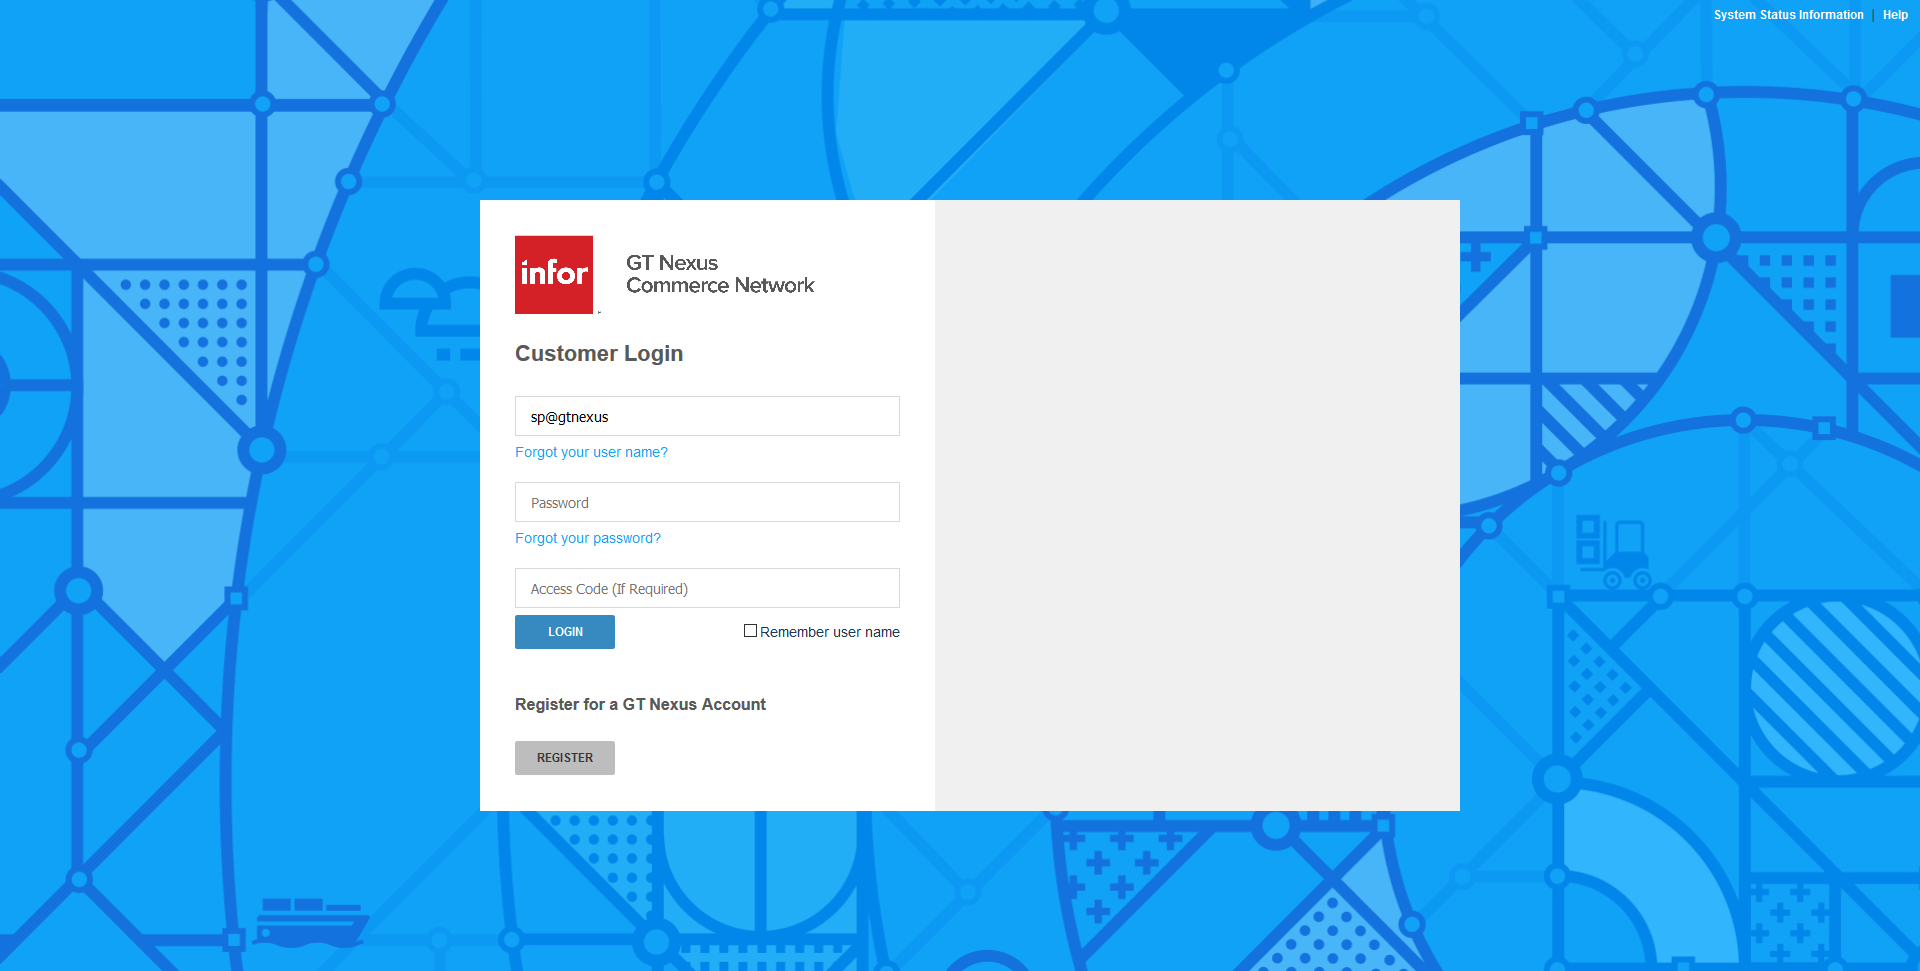 System Status Information | Help
infor
GT Nexus
Commerce Network
Customer Login
sp@gtnexus
Forgot your user name?
Password
Forgot your password?
Access Code (If Required)
LOGIN
Remember user name
Register for a GT Nexus Account
REGISTER